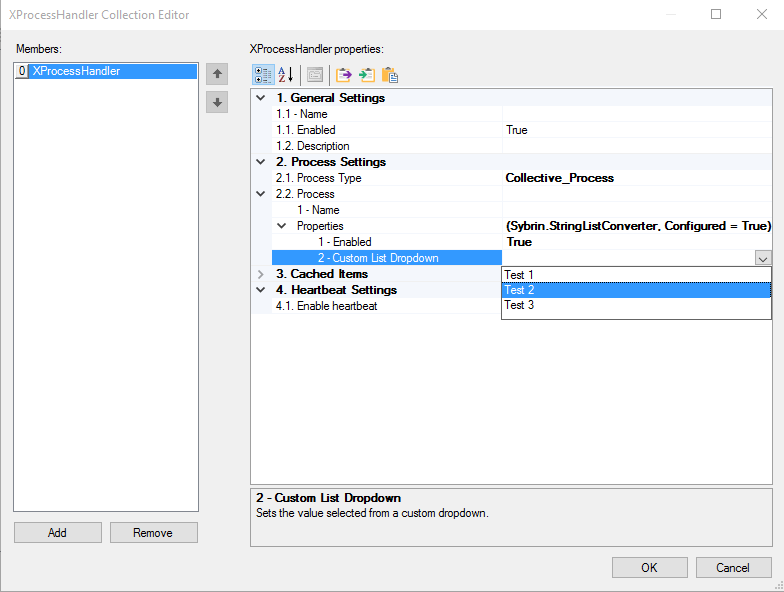 XProcessHandler Collection Editor
Members:
0 XProcessHandler
Add
Remove
XProcessHandler properties:
A
Z
1. General Settings
1.1 - Name
1.1. Enabled True
1.2. Description
2. Process Settings
2.1. Process Type Collective_Process
2.2. Process
1 - Name
Properties (Sybrin.StringListConverter, Configured = True)
1 - Enabled True
2 - Custom List Dropdown
3. Cached Items
Test 1
4. Heartbeat Settings
Test 2
4.1. Enable heartbeat
Test 3
2 - Custom List Dropdown
Sets the value selected from a custom dropdown.
OK
Cancel